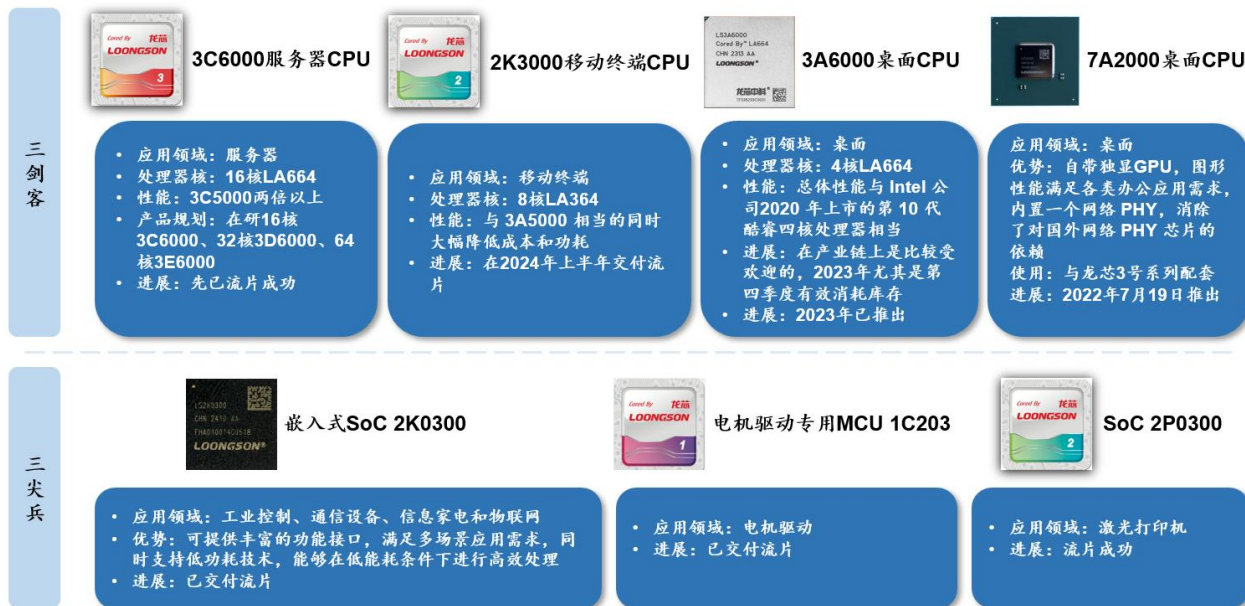 三剑客
Cored By 龙芯
LOONGSON
3
3C6000服务器CPU
• 应用领域：服务器
• 处理器核：16核LA664
• 性能：3C5000两倍以上
• 产品规划：在研16核
3C6000、32核3D6000、64
核3E6000
• 进展：先已流片成功
Cored By 龙芯
LOONGSON
2
2K3000移动终端CPU
• 应用领域：移动终端
• 处理器核：8核LA364
• 性能：与 3A5000 相当的同时
大幅降低成本和功耗
• 进展：在2024年上半年交付流
片
LS3A6000
Cored By™ LA664
CHN 2313 AA
LOONGSON®
龙芯中科®
3A6000桌面CPU
• 应用领域：桌面
• 处理器核：4核LA664
• 性能：总体性能与 Intel 公
司2020 年上市的第 10 代
酷睿四核处理器相当
• 进展：在产业链上是比较受
欢迎的，2023年尤其是第
四季度有效消耗库存
• 进展：2023年已推出
7A2000桌面CPU
应用领域：桌面
优势：自带独显GPU，图形
性能满足各类办公应用需求，
内置一个网络 PHY，消除
了对国外网络 PHY 芯片的
依赖
使用：与龙芯3号系列配套
进展：2022年7月19日推出
三尖兵
LS2K0300
CHN 2410 AA
LOONGSON®
嵌入式SoC 2K0300
• 应用领域：工业控制、通信设备、信息家电和物联网
• 优势：可提供丰富的功能接口，满足多场景应用需求，同
时支持低功耗技术，能够在低能耗条件下进行高效处理
• 进展：已交付流片
Cored By 龙芯
LOONGSON
1
电机驱动专用MCU 1C203
• 应用领域：电机驱动
• 进展：已交付流片
Cored By 龙芯
LOONGSON
2
SoC 2P0300
• 应用领域：激光打印机
• 进展：流片成功